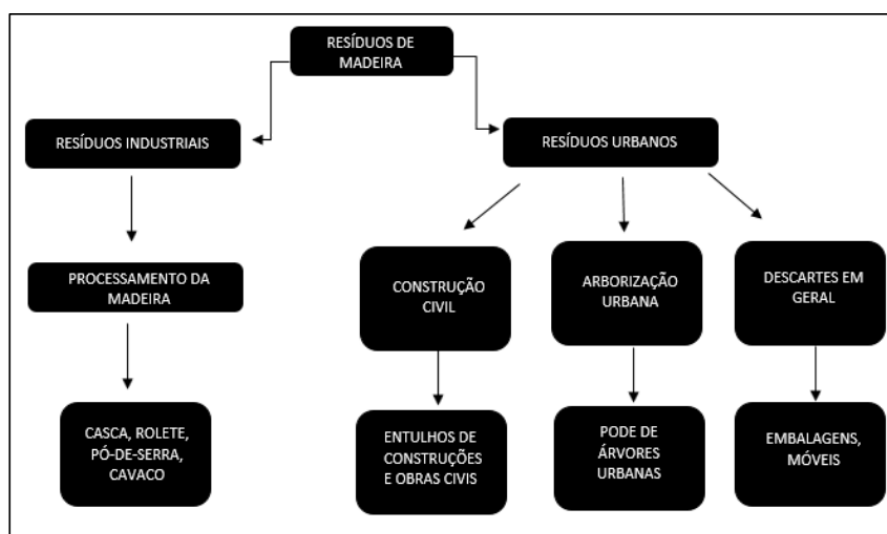 RESÍDUOS DE
MADEIRA
RESÍDUOS INDUSTRIAIS
RESÍDUOS URBANOS
PROCESSAMENTO DA
MADEIRA
CONSTRUÇÃO
CIVIL
ARBORIZAÇÃO
URBANA
DESCARTES EM
GERAL
CASCA, ROLETE,
PÓ-DE-SERRA,
CAVACO
ENTULHOS DE
CONSTRUÇÕES
E OBRAS CIVIS
PODE DE
ÁRVORES
URBANAS
EMBALAGENS,
MÓVEIS